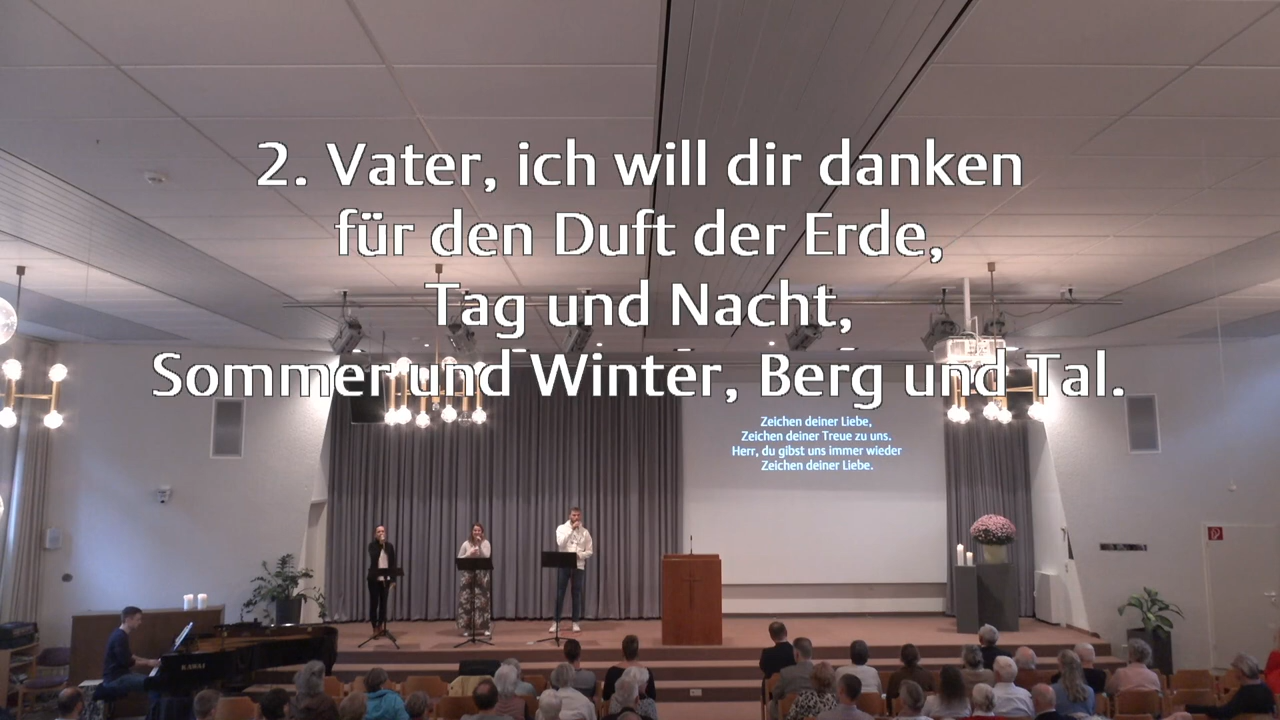 2. Vater, ich will dir danken
für den Duft der Erde,
Tag und Nacht,
Sommer und Winter, Berg und Tal.
Zeichen deiner Liebe,
Zeichen deiner Treue zu uns.
Herr, du gibst uns immer wieder
Zeichen deiner Liebe.
KAWAI